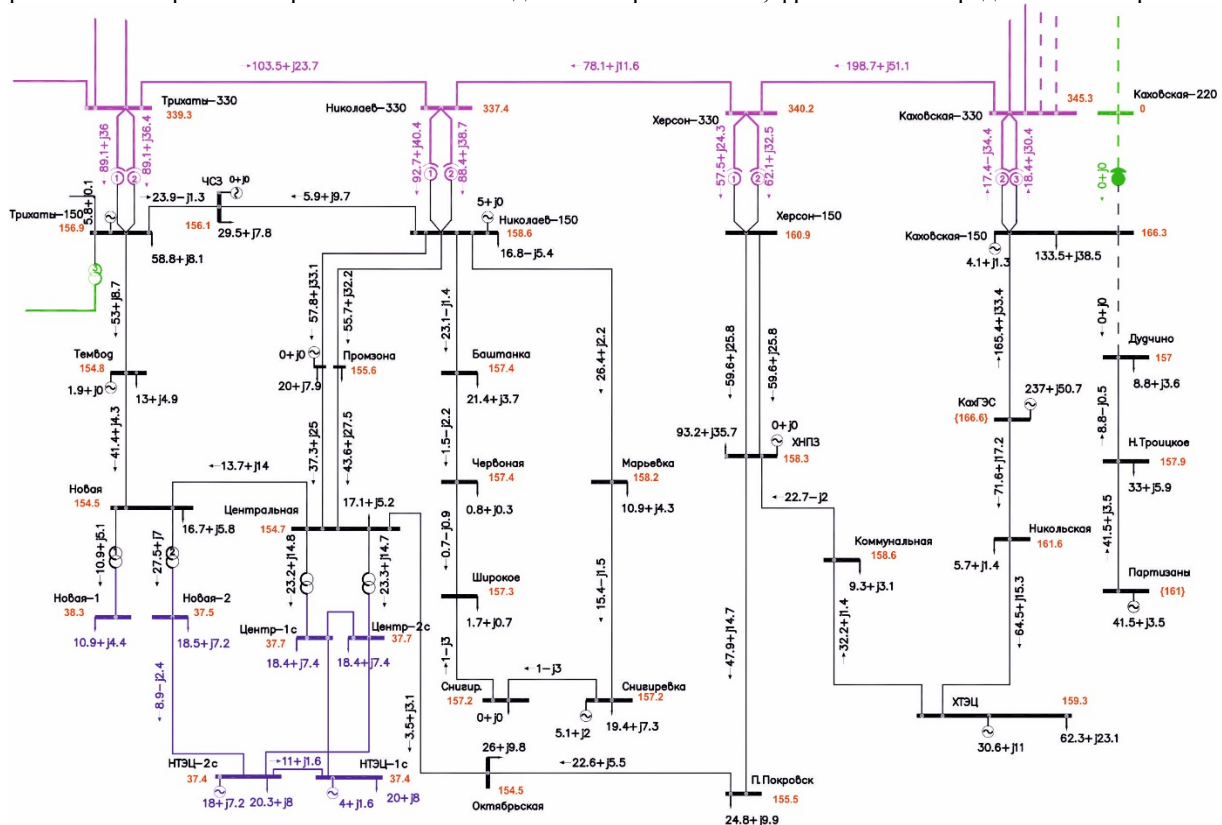 103.5+j23.7
78.1+j11.6
198.7+j51.1
Трихаты-330
339.3
Николаев-330
337.4
Херсон-330
340.2
Каховская-330
345.3
Каховская-220
0
89.1+j36
89.1+j36.4
1
2
92.7+j40.4
88.4+j38.7
1
2
57.5+j24.3
62.1+j32.5
1
2
17.4-j34.4
18.4+j30.4
2
3
0+j0
ЧСЗ
0+j0
5.8+j0.1
23.9-j1.3
5.9+j9.7
5+j0
Трихаты-150
156.9
156.1
29.5+j7.8
Николаев-150
158.6
16.8-j5.4
Херсон-150
160.9
Каховская-150
166.3
58.8+j8.1
4.1+j1.3
133.5+j38.5
53+j8.7
57.8+j33.1
55.7+j32.2
23.1-j1.4
26.4+j2.2
59.6+j25.8
59.6+j25.8
165.4+j33.4
0+j0
Темвод
154.8
1.9+j0
13+j4.9
0+j0
Промзона
155.6
20+j7.9
Баштанка
157.4
21.4+j3.7
Дудчино
157
8.8+j3.6
41.4+j4.3
37.3+j25
43.6+j27.5
1.5-j2.2
93.2+j35.7
0+j0
ХНПЗ
158.3
КахГЭС
{166.6}
237+j50.7
8.8-j0.5
13.7+j14
Червоная
157.4
0.8+j0.3
Марьевка
158.2
10.9+j4.3
22.7-j2
71.6+j17.2
Н.Троицкое
157.9
33+j5.9
Новая
154.5
16.7+j5.8
Центральная
154.7
17.1+j5.2
0.7-j0.9
Коммунальная
158.6
9.3+j3.1
Никольская
161.6
5.7+j1.4
41.5+j3.5
10.9+j5.1
27.5+j7
2
23.2+j14.8
23.3+j14.7
Широкое
157.3
1.7+j0.7
15.4-j1.5
47.9+j14.7
32.2+j1.4
64.5+j15.3
Партизаны
{161}
41.5+j3.5
Новая-1
38.3
10.9+j4.4
Новая-2
37.5
18.5+j7.2
Центр-1с
37.7
18.4+j7.4
Центр-2с
37.7
18.4+j7.4
1-j3
1-j3
Снигир.
157.2
0+j0
Снигиревка
157.2
5.1+j2
19.4+j7.3
8.9-j2.4
3.5+j3.1
ХТЭЦ
159.3
30.6+j11
62.3+j23.1
НТЭЦ-2с
37.4
11+j1.6
НТЭЦ-1с
37.4
18+j7.2
20.3+j8
4+j1.6
20+j8
26+j9.8
22.6+j5.5
Октябрьская
154.5
П.Покровск
155.5
24.8+j9.9